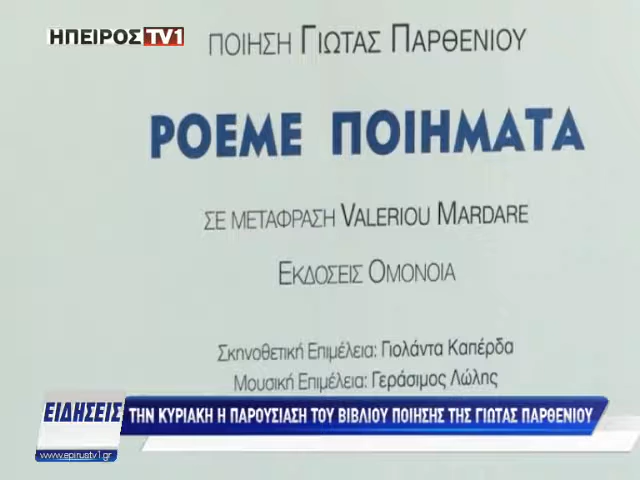 ΗΠΕΙΡΟΣ TV1
ΠΟΙΗΣΗ ΓΙΩΤΑΣ ΠΑΡΘΕΝΙΟΥ
POEME ΠΟΙΗΜΑΤΑ
ΣΕ ΜΕΤΑΦΡΑΣΗ VALERIOU MARDARE
ΕΚΔΟΣΕΙΣ ΟΜΟΝΟΙΑ
Σκηνοθετική Επιμέλεια: Γιολάντα Καπέρδα
Μουσική Επιμέλεια: Γεράσιμος Λώλης
ΕΙΔΗΣΕΙΣ
ΤΗΝ ΚΥΡΙΑΚΗ Η ΠΑΡΟΥΣΙΑΣΗ ΤΟΥ ΒΙΒΛΙΟΥ ΠΟΙΗΣΗΣ ΤΗΣ ΓΙΩΤΑΣ ΠΑΡΘΕΝΙΟΥ
www.epirustv1.gr